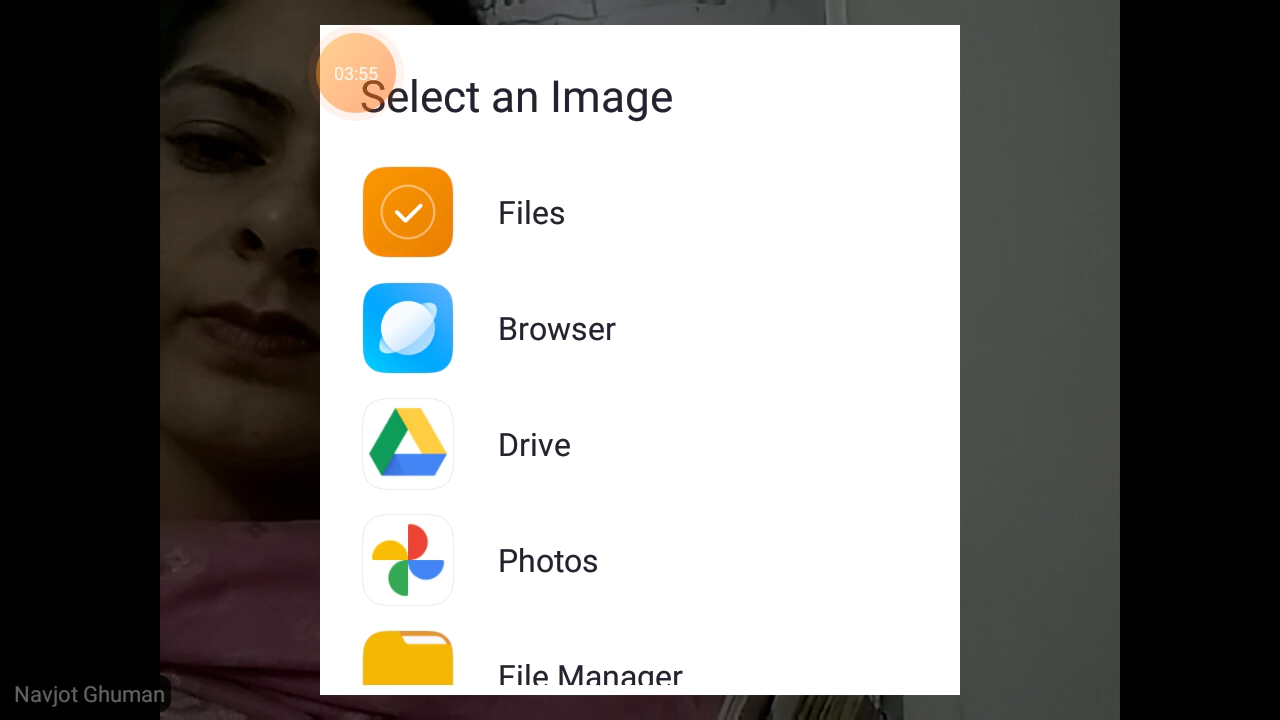 03:55
Select an Image
Files
Browser
Drive
Photos
File Manager
Navjot Ghuman